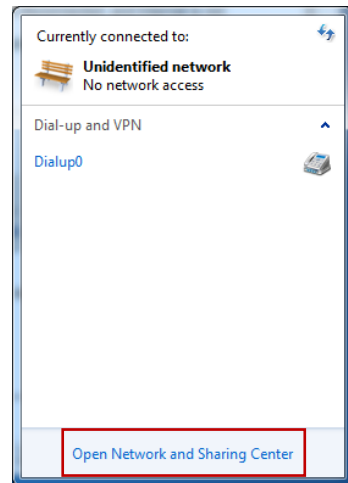 Currently connected to:
Unidentified network
No network access
Dial-up and VPN
Dialup0
Open Network and Sharing Center